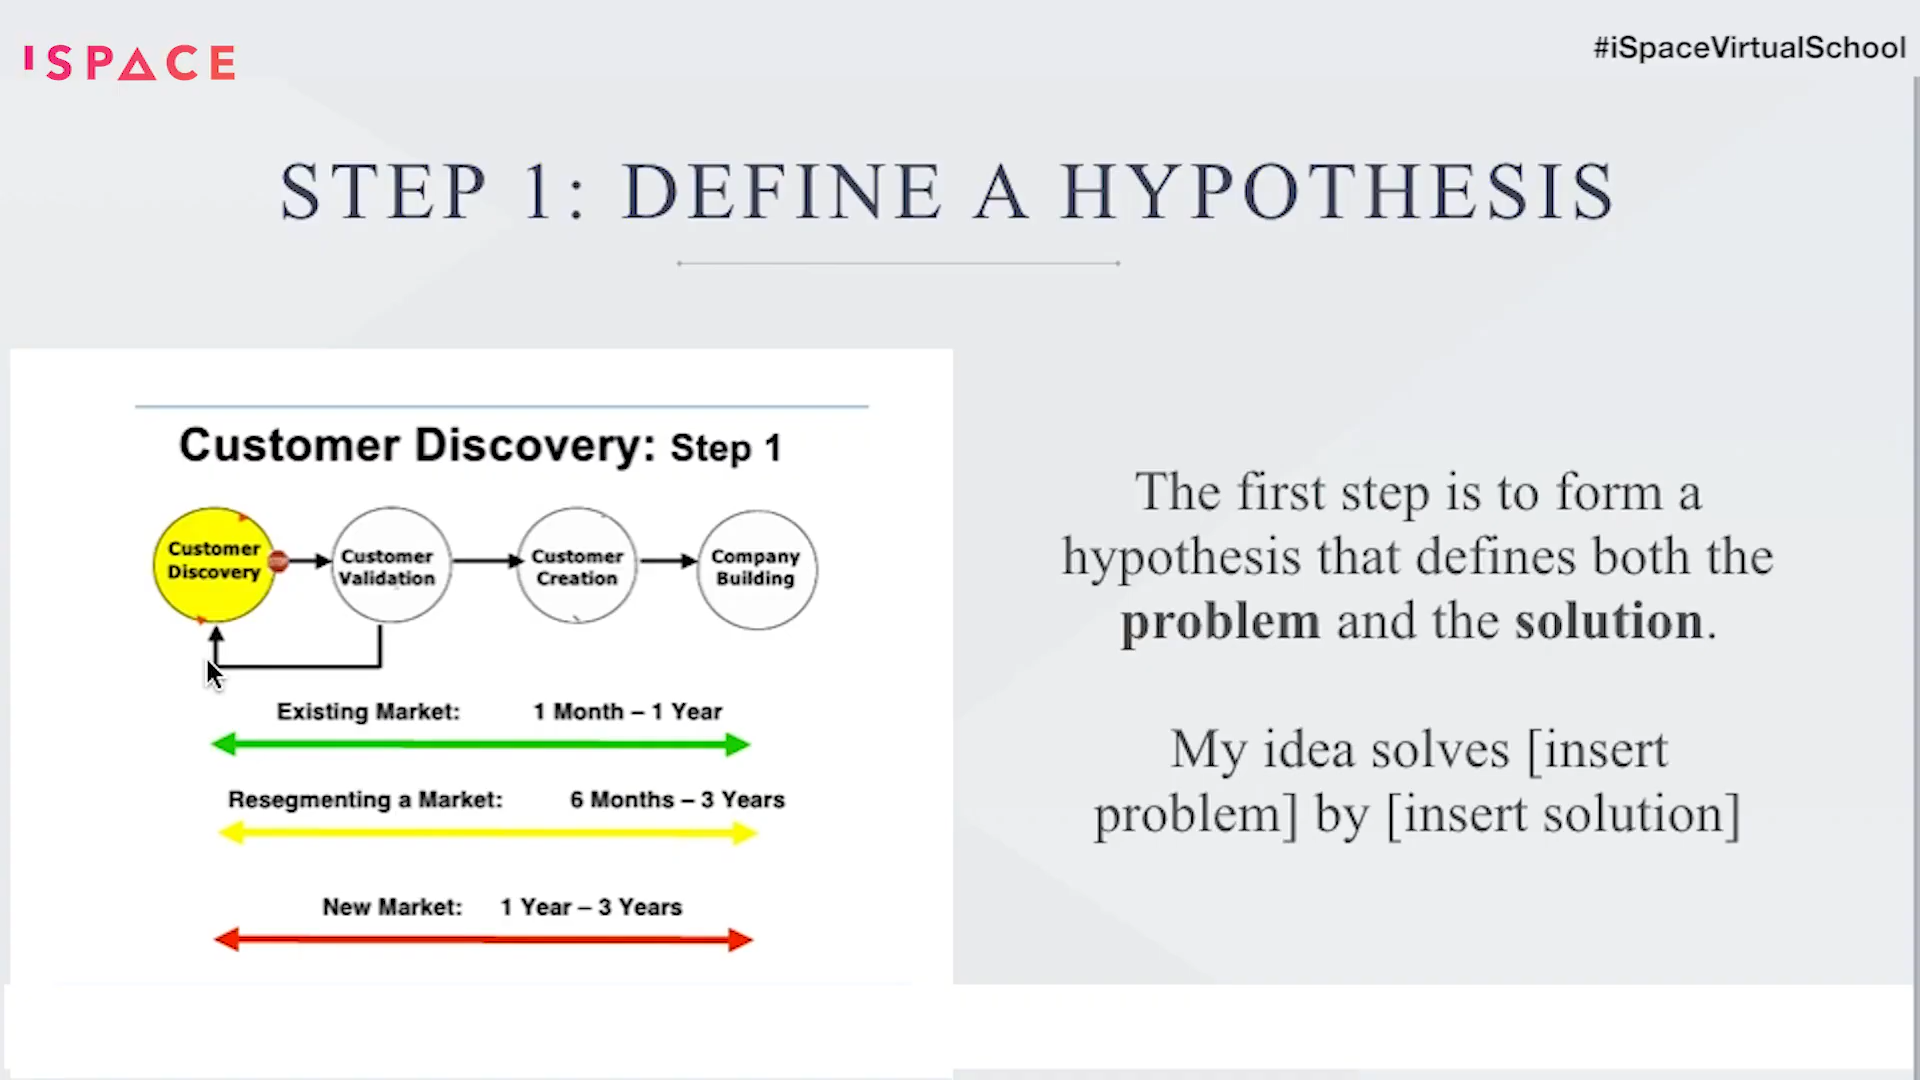 ISPACE
#iSpaceVirtualSchool
STEP 1: DEFINE A HYPOTHESIS
Customer Discovery: Step 1
Customer
Discovery
Customer
Validation
Customer
Creation
Company
Building
Existing Market: 1 Month – 1 Year
Resegmenting a Market: 6 Months – 3 Years
New Market: 1 Year – 3 Years
The first step is to form a
hypothesis that defines both the
problem and the solution.
My idea solves [insert
problem] by [insert solution]